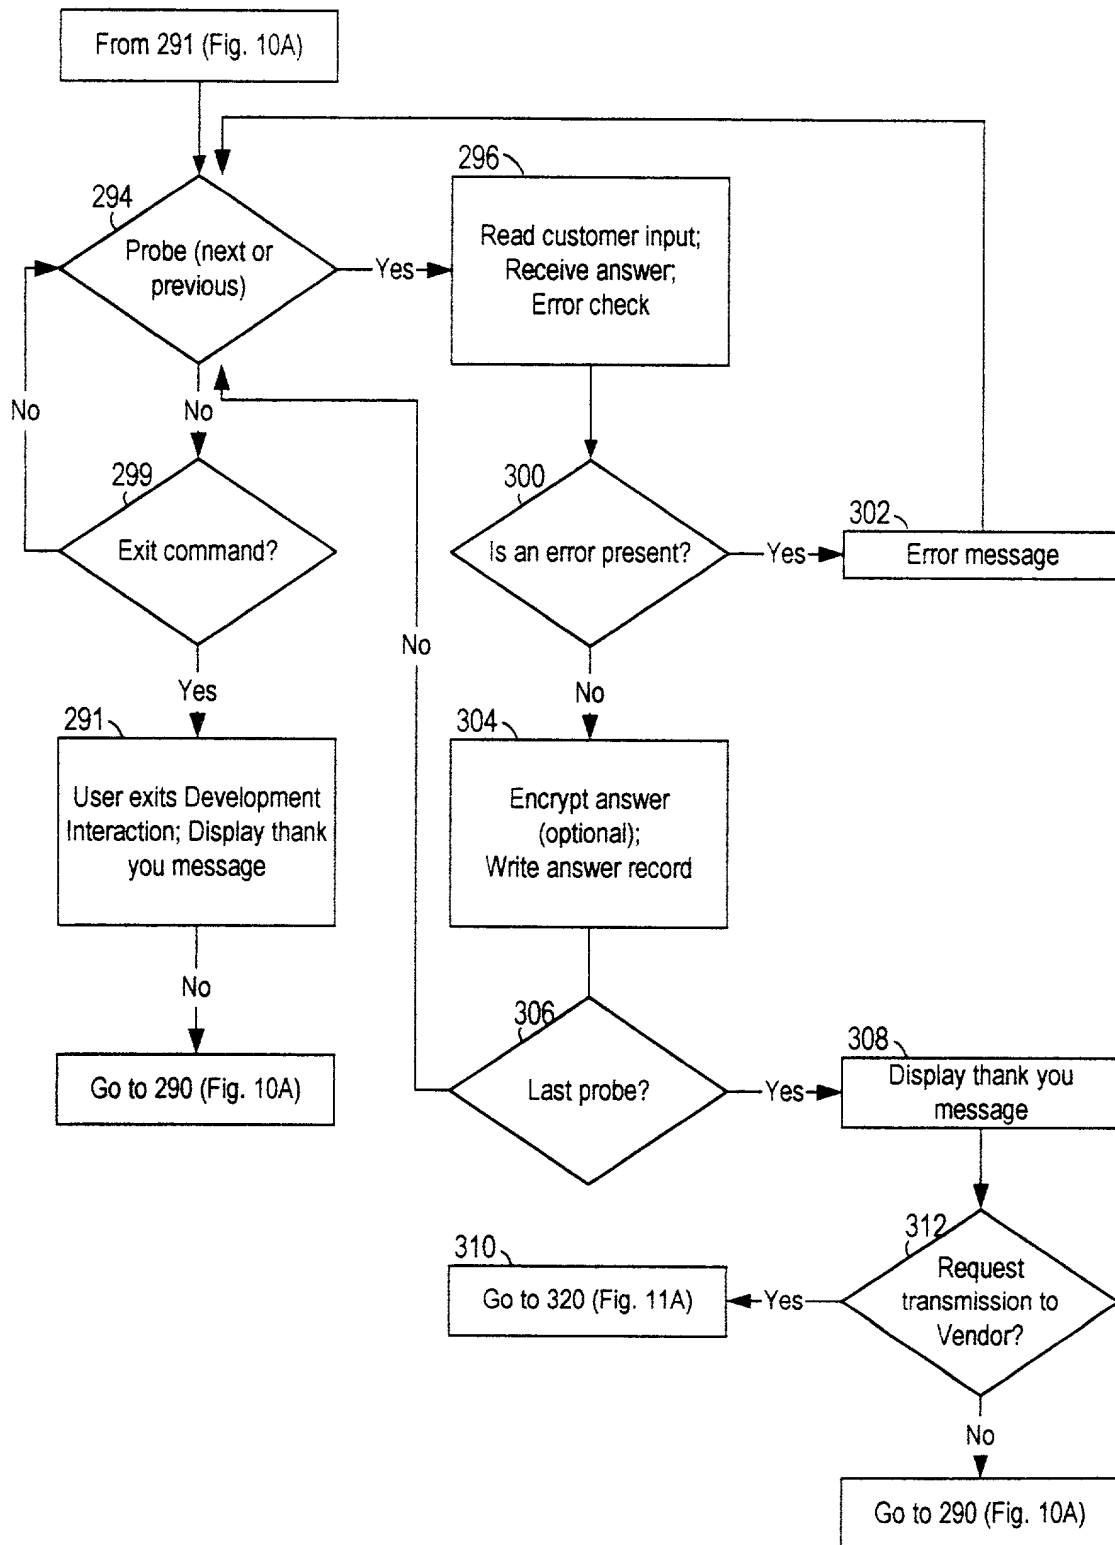 From 291 (Fig. 10A)
294
Probe (next or
previous)
Yes
296
Read customer input;
Receive answer;
Error check
No
No
299
Exit command?
300
Is an error present?
Yes
302
Error message
No
Yes
No
291
User exits Development
Interaction; Display thank
you message
304
Encrypt answer
(optional);
Write answer record
No
306
Last probe?
Yes
308
Display thank you
message
Go to 290 (Fig. 10A)
310
Go to 320 (Fig. 11A)
Yes
312
Request
transmission to
Vendor?
No
Go to 290 (Fig. 10A)